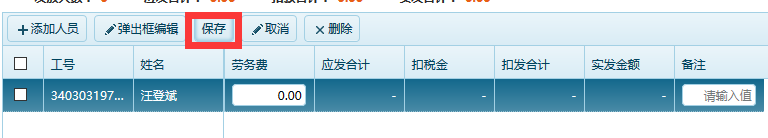 添加人员 弹出框编辑 保存 取消 删除
工号 姓名 劳务费 应发合计 扣税金 扣发合计 实发金额 备注
340303197... 汪登斌 0.00 - - - - 请输入值